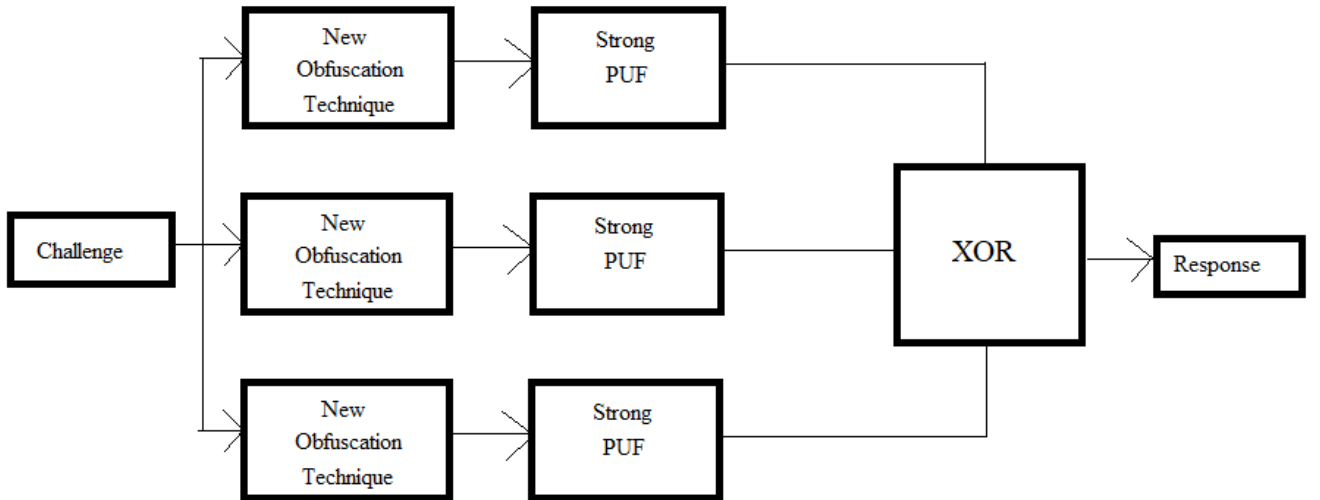 New
Obfuscation
Technique
Strong
PUF
Challenge
New
Obfuscation
Technique
Strong
PUF
XOR
Response
New
Obfuscation
Technique
Strong
PUF